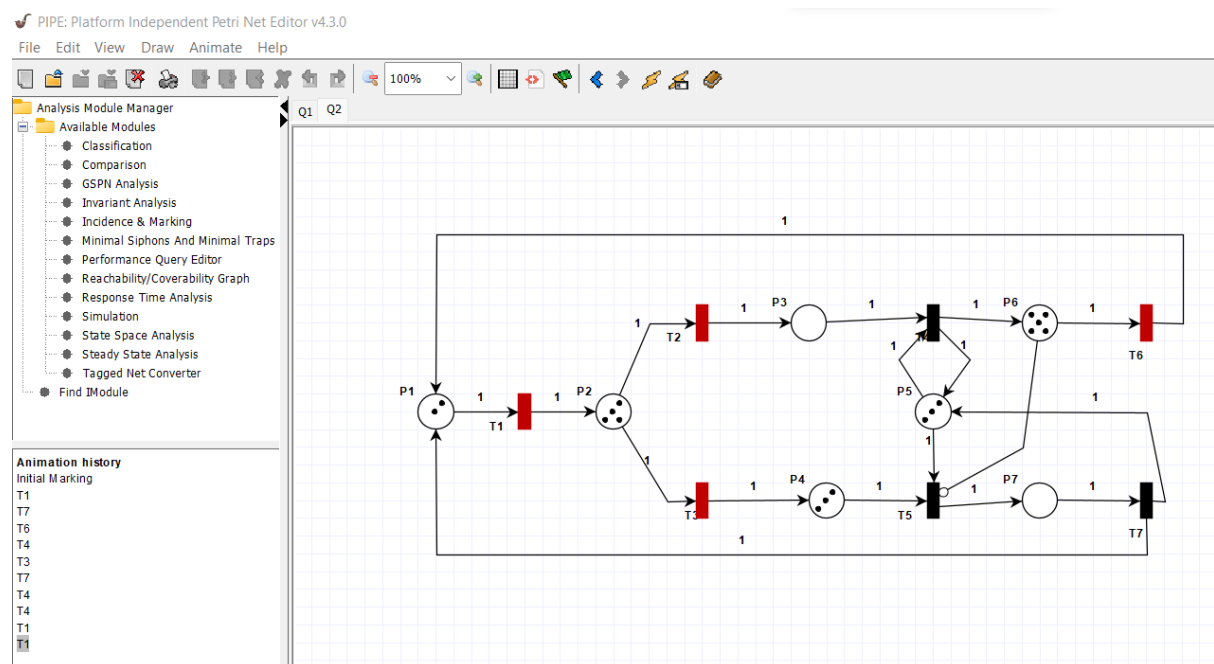 PIPE: Platform Independent Petri Net Editor v4.3.0
File Edit View Draw Animate Help
100%
Analysis Module Manager
Available Modules
Classification
Comparison
GSPN Analysis
Invariant Analysis
Incidence & Marking
Minimal Siphons And Minimal Traps
Performance Query Editor
Reachability/Coverability Graph
Response Time Analysis
Simulation
State Space Analysis
Steady State Analysis
Tagged Net Converter
Find IModule
Animation history
Initial Marking
T1
T7
T6
T4
T3
T7
T4
T4
T1
T1
Q1 Q2
1
1 T2 1 P3 1 1 P6 1 T6
1 1
P1 1 T1 1 P2 P5 1
1 1
T3 1 P4 1 T5 1 P7 1 T7
1